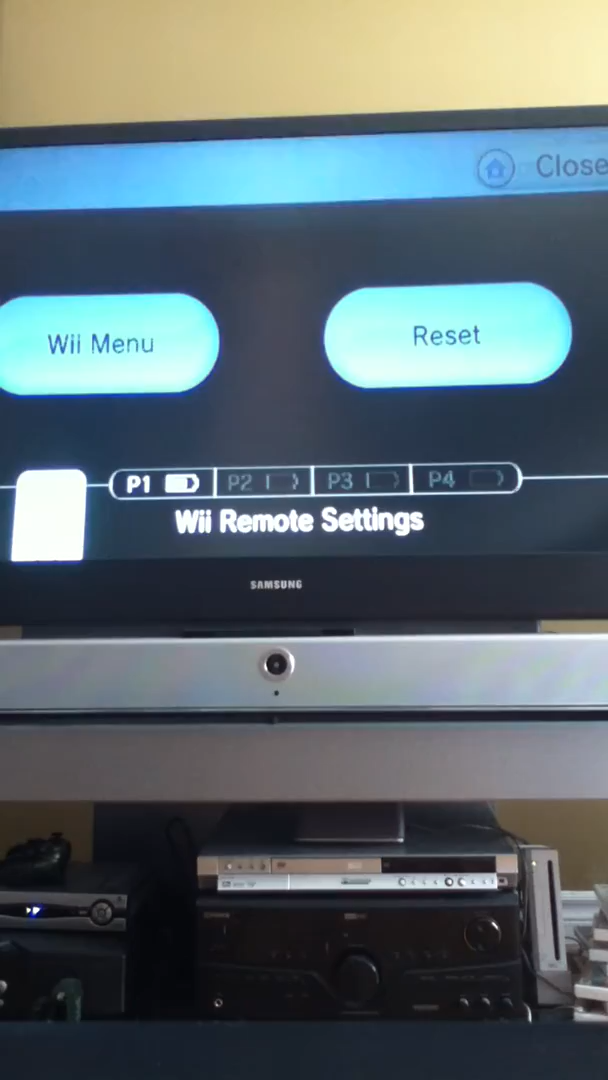 Close
Wii Menu
Reset
P1 P2 P3 P4
Wii Remote Settings
SAMSUNG